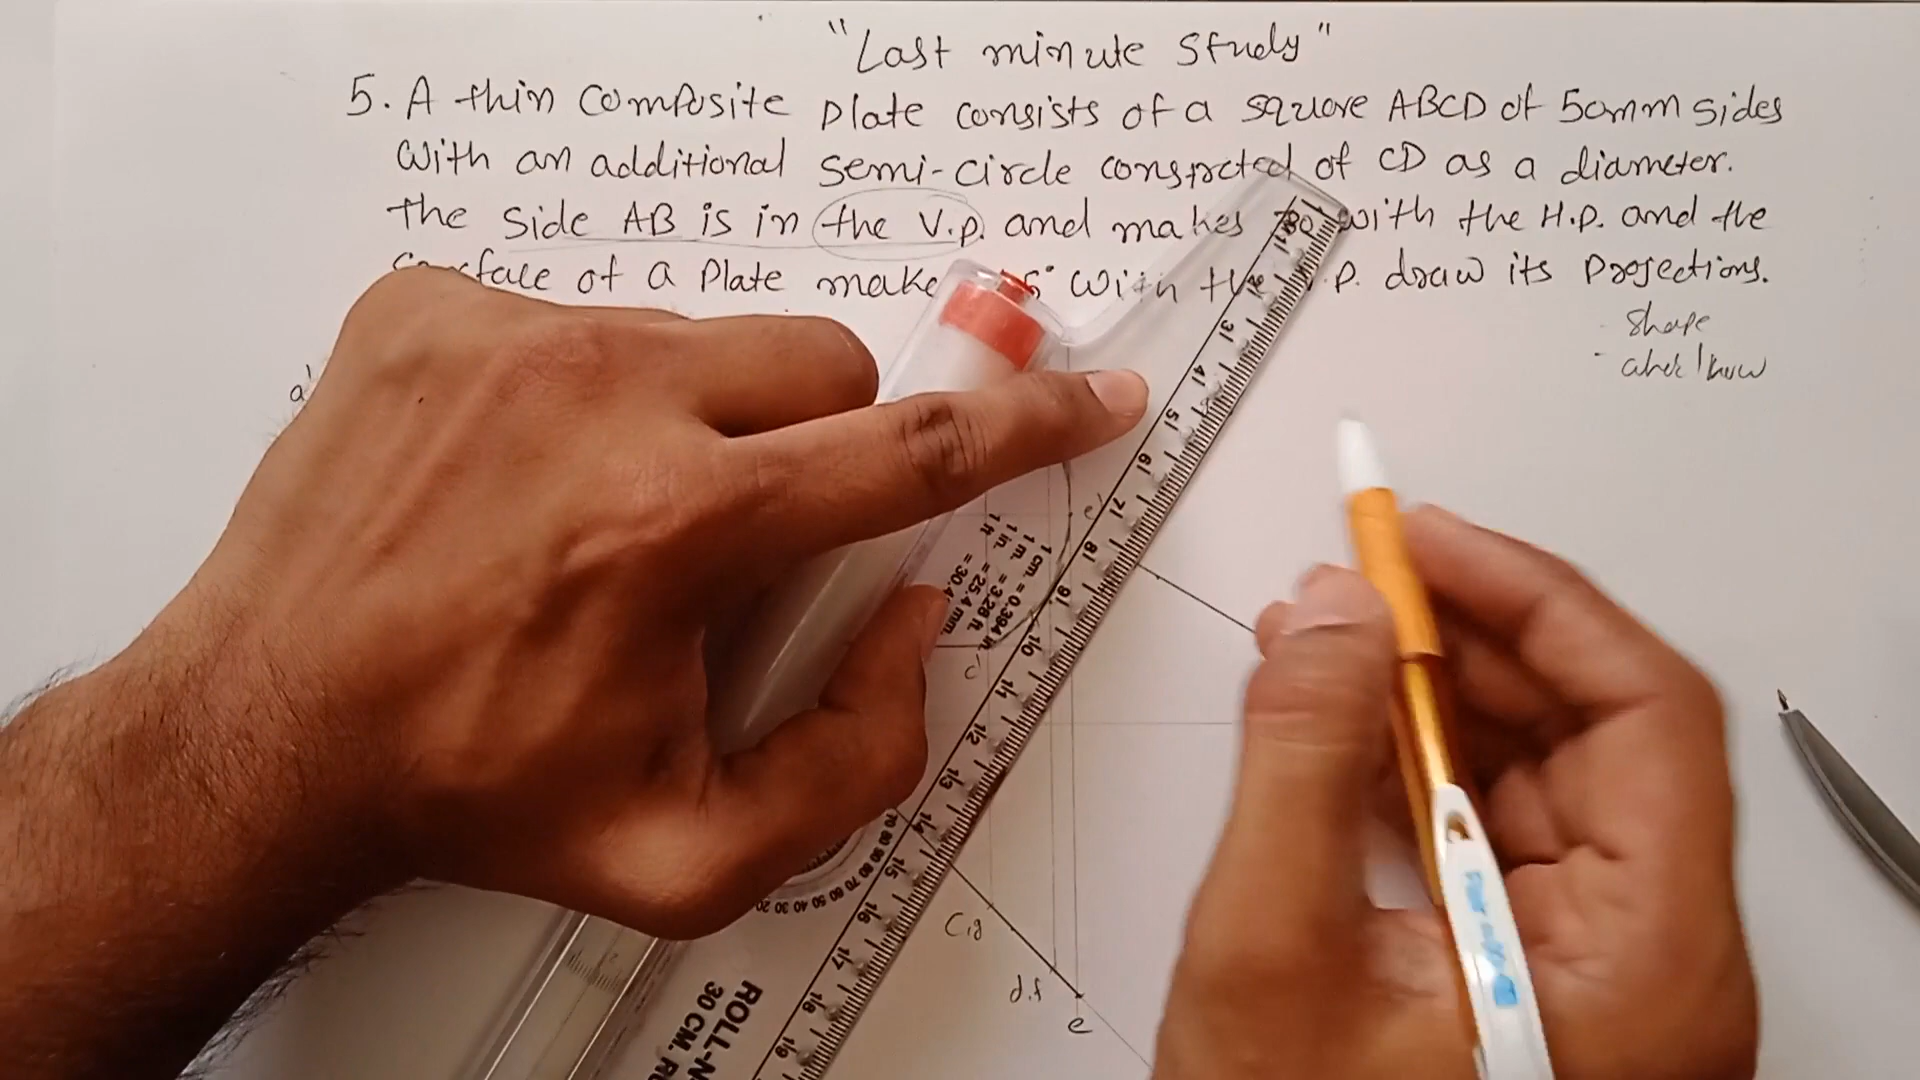 "Last minute Study"
5. A thin composite plate consists of a square ABCD of 50mm sides
with an additional semi-circle of CD as a diameter.
the side AB is in the V.P. and makes with the H.P. and the
of a plate with draw its projections.
shape
a'
e'
1 cm. = 0.394 in.
1 m. = 3.28 ft.
1 in. = 25.4 mm.
1 ft = 30.4
c'
c,g
d,f
e
ROLL-N
30 CM. R